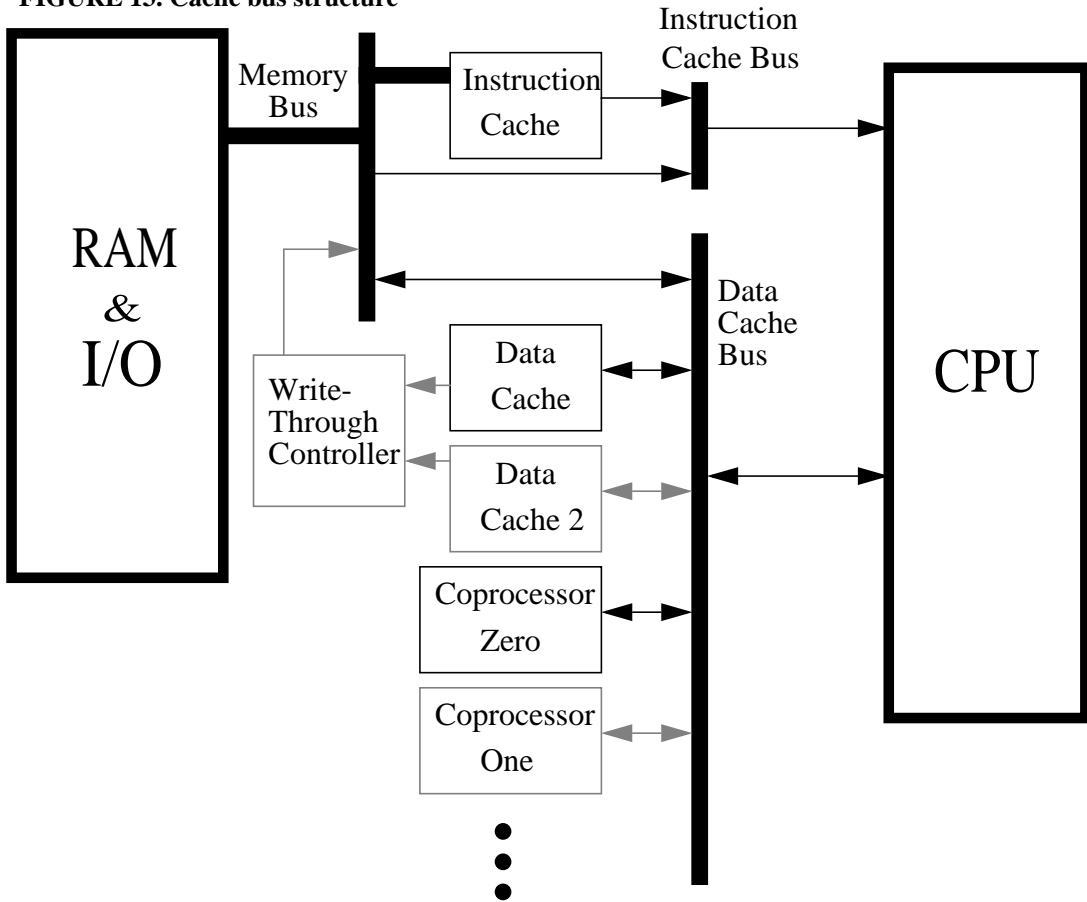 FIGURE 13. Cache bus structure
Instruction
Cache Bus
Memory
Bus
Instruction
Cache
RAM
&
I/O
Data
Cache
Bus
CPU
Write-
Through
Controller
Data
Cache
Data
Cache 2
Coprocessor
Zero
Coprocessor
One